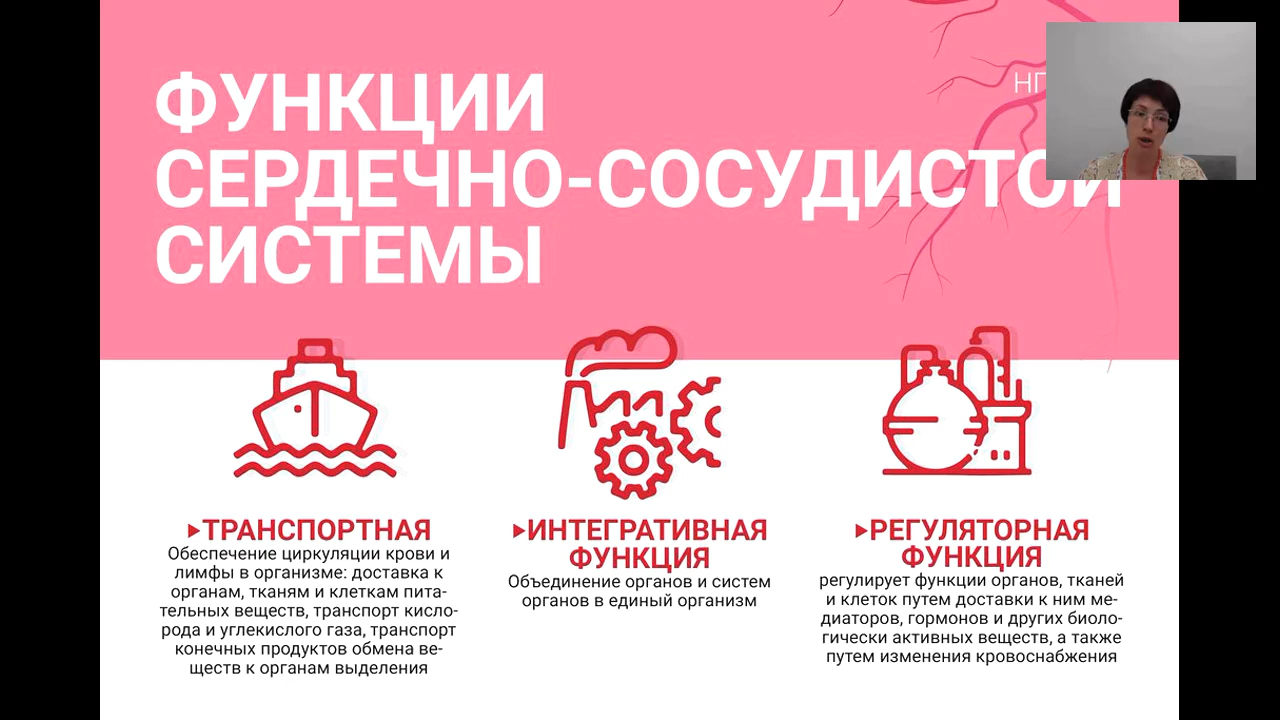 ФУНКЦИИ
СЕРДЕЧНО-СОСУДИСТОЙ
СИСТЕМЫ
▶ТРАНСПОРТНАЯ
Обеспечение циркуляции крови и
лимфы в организме: доставка к
органам, тканям и клеткам пита-
тельных веществ, транспорт кисло-
рода и углекислого газа, транспорт
конечных продуктов обмена ве-
ществ к органам выделения
▶ИНТЕГРАТИВНАЯ
ФУНКЦИЯ
Объединение органов и систем
органов в единый организм
▶РЕГУЛЯТОРНАЯ
ФУНКЦИЯ
регулирует функции органов, тканей
и клеток путем доставки к ним ме-
диаторов, гормонов и других биоло-
гически активных веществ, а также
путем изменения кровоснабжения